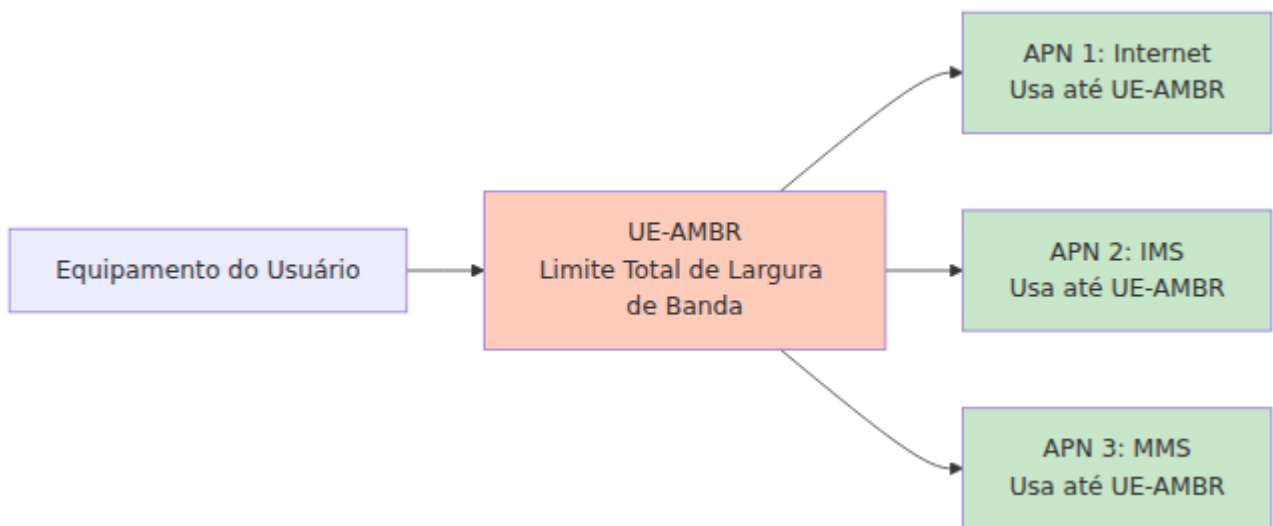 Equipamento do Usuário
UE-AMBR
Limite Total de Largura
de Banda
APN 1: Internet
Usa até UE-AMBR
APN 2: IMS
Usa até UE-AMBR
APN 3: MMS
Usa até UE-AMBR